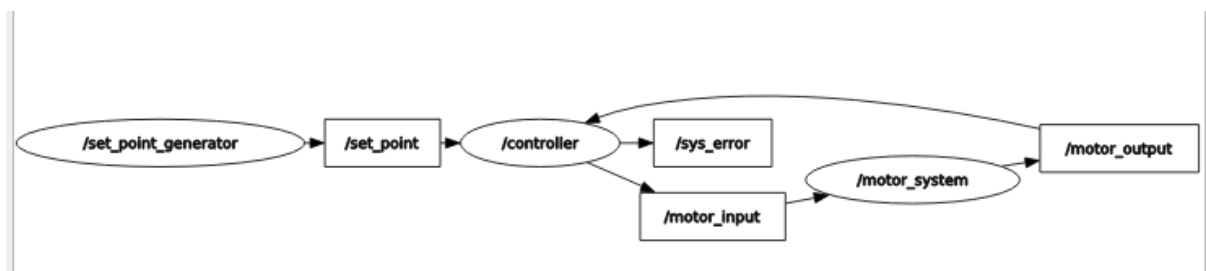 /set_point_generator
/set_point
/controller
/sys_error
/motor_output
/motor_system
/motor_input